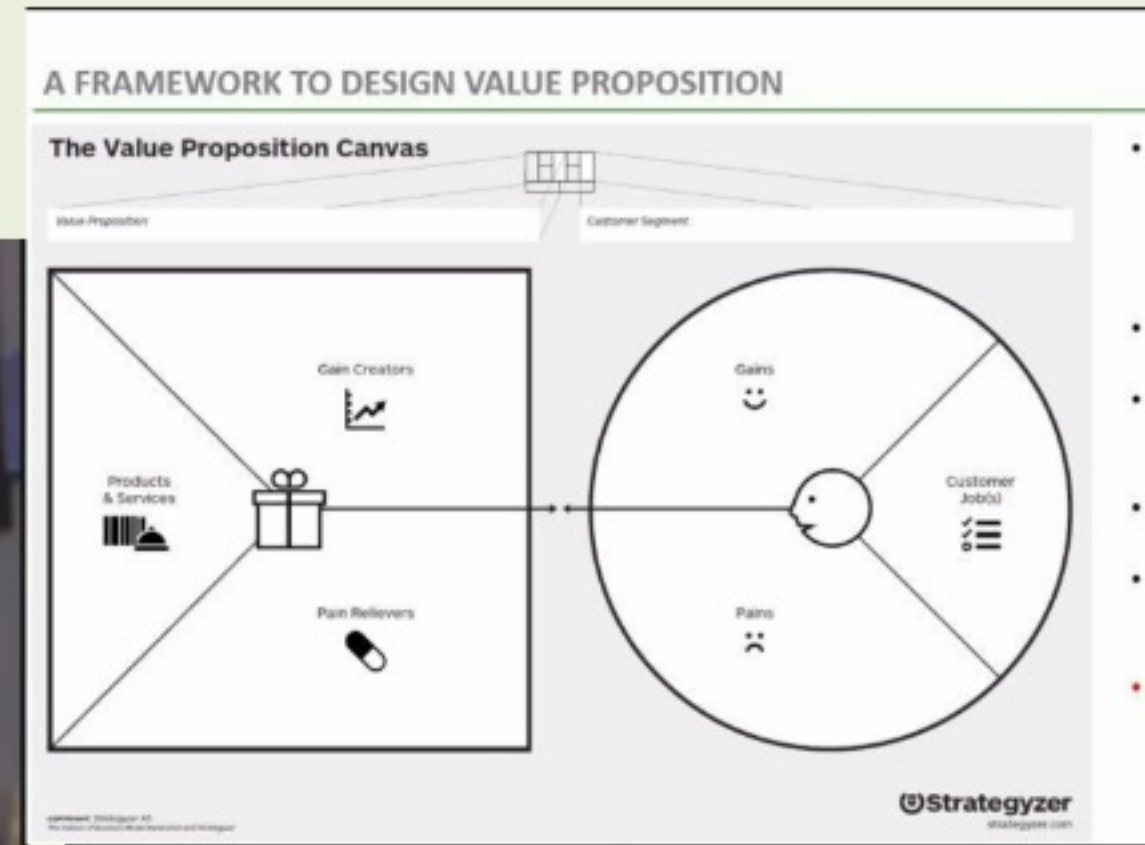 A FRAMEWORK TO DESIGN VALUE PROPOSITION
The Value Proposition Canvas
Value Proposition
Customer Segment
Gain Creators
Gains
Products
& Services
Customer
Job(s)
Pain Relievers
Pains
Strategyzer
strategyzer.com